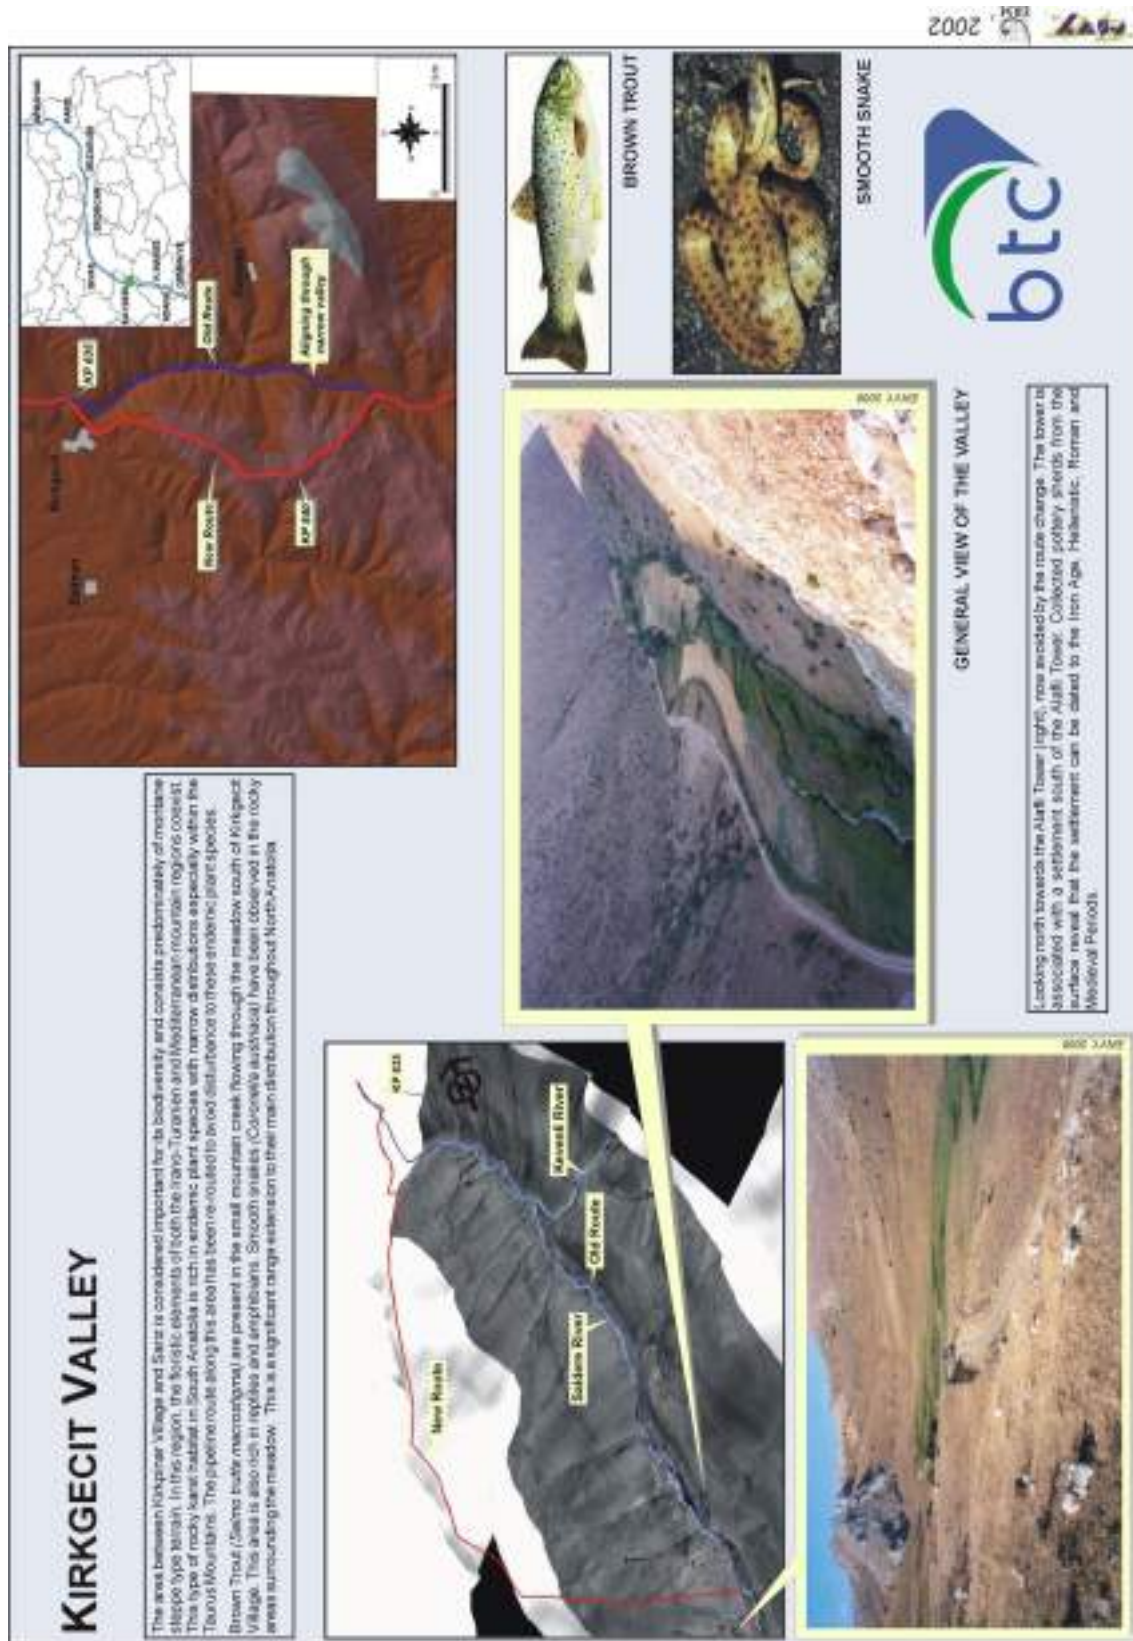 KIRKGECIT VALLEY
The area between Kirkpinar Village and Sariz is considered important for its biodiversity and consists predominately of montane
steppe type terrain. In this region, the floristic elements of both the Irano-Turanien and Mediterranean mountain regions coexist.
This type of rocky karst habitat in South Anatolia is rich in endemic plant species with narrow distributions especially within the
Taurus Mountains. The pipeline route along this area has been re-routed to avoid disturbance to these endemic plant species.
Brown Trout (Salmo trutta macrostigma) are present in the small mountain creek flowing through the meadow south of Kirkgecit
Village. This area is also rich in reptiles and amphibians. Smooth snakes (Coronella austriaca) have been observed in the rocky
areas surrounding the meadow. This is a significant range extension to their main distribution throughout North Anatolia
KP 630
Old Route
Aligning through
narrow valley
New Route
KP 640
BROWN TROUT
SMOOTH SNAKE
btc
New Route
KP 633
Old Route
GENERAL VIEW OF THE VALLEY
Looking north towards the Alafli Tower (right), now avoided by the route change. The tower is
associated with a settlement south of the Alafli Tower. Collected pottery sherds from the
surface reveal that the settlement can be dated to the Iron Age, Hellenistic, Roman and
Medieval Periods.
2002